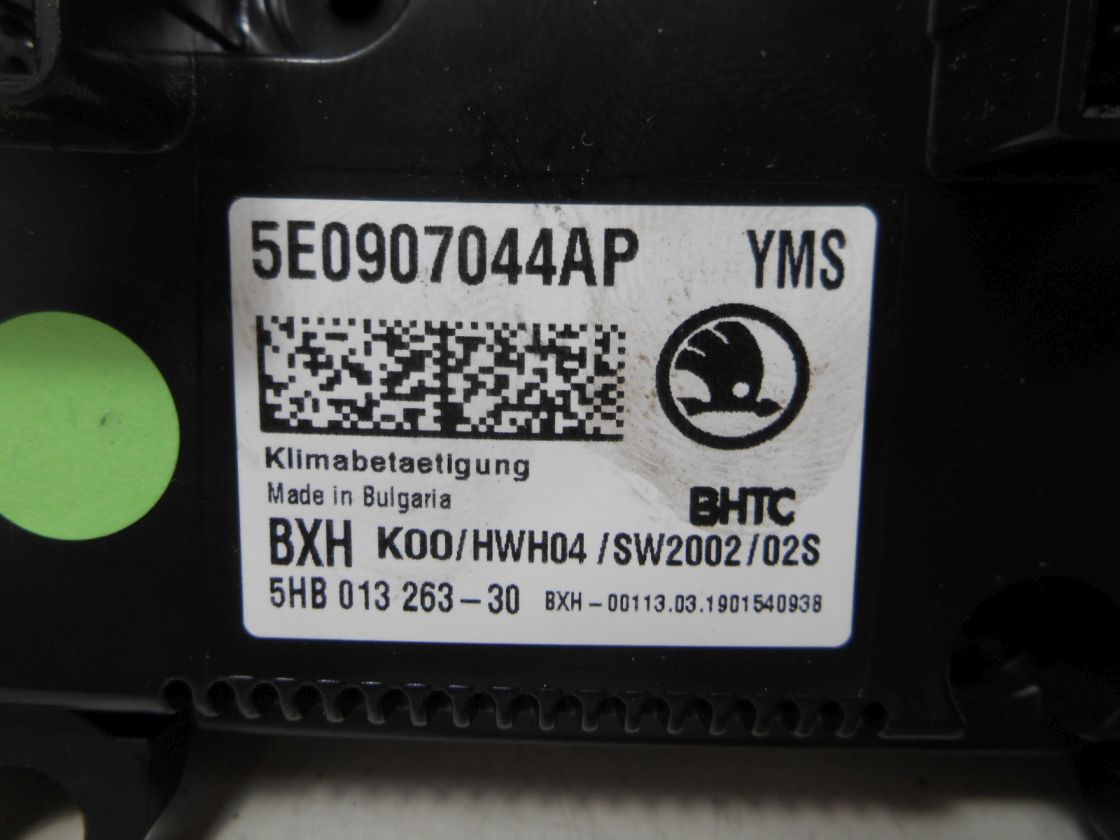 5E0907044AP YMS
Klimabetaetigung
Made in Bulgaria
BHTC
BXH K00/HWH04/SW2002/02S
5HB 013 263-30 BXH-00113.03.1901540938